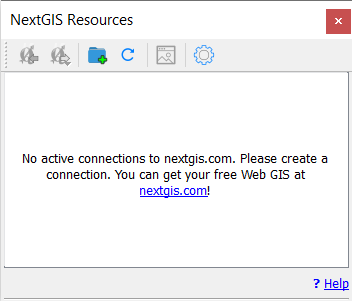 NextGIS Resources
No active connections to nextgis.com. Please create a
connection. You can get your free Web GIS at
nextgis.com!
? Help